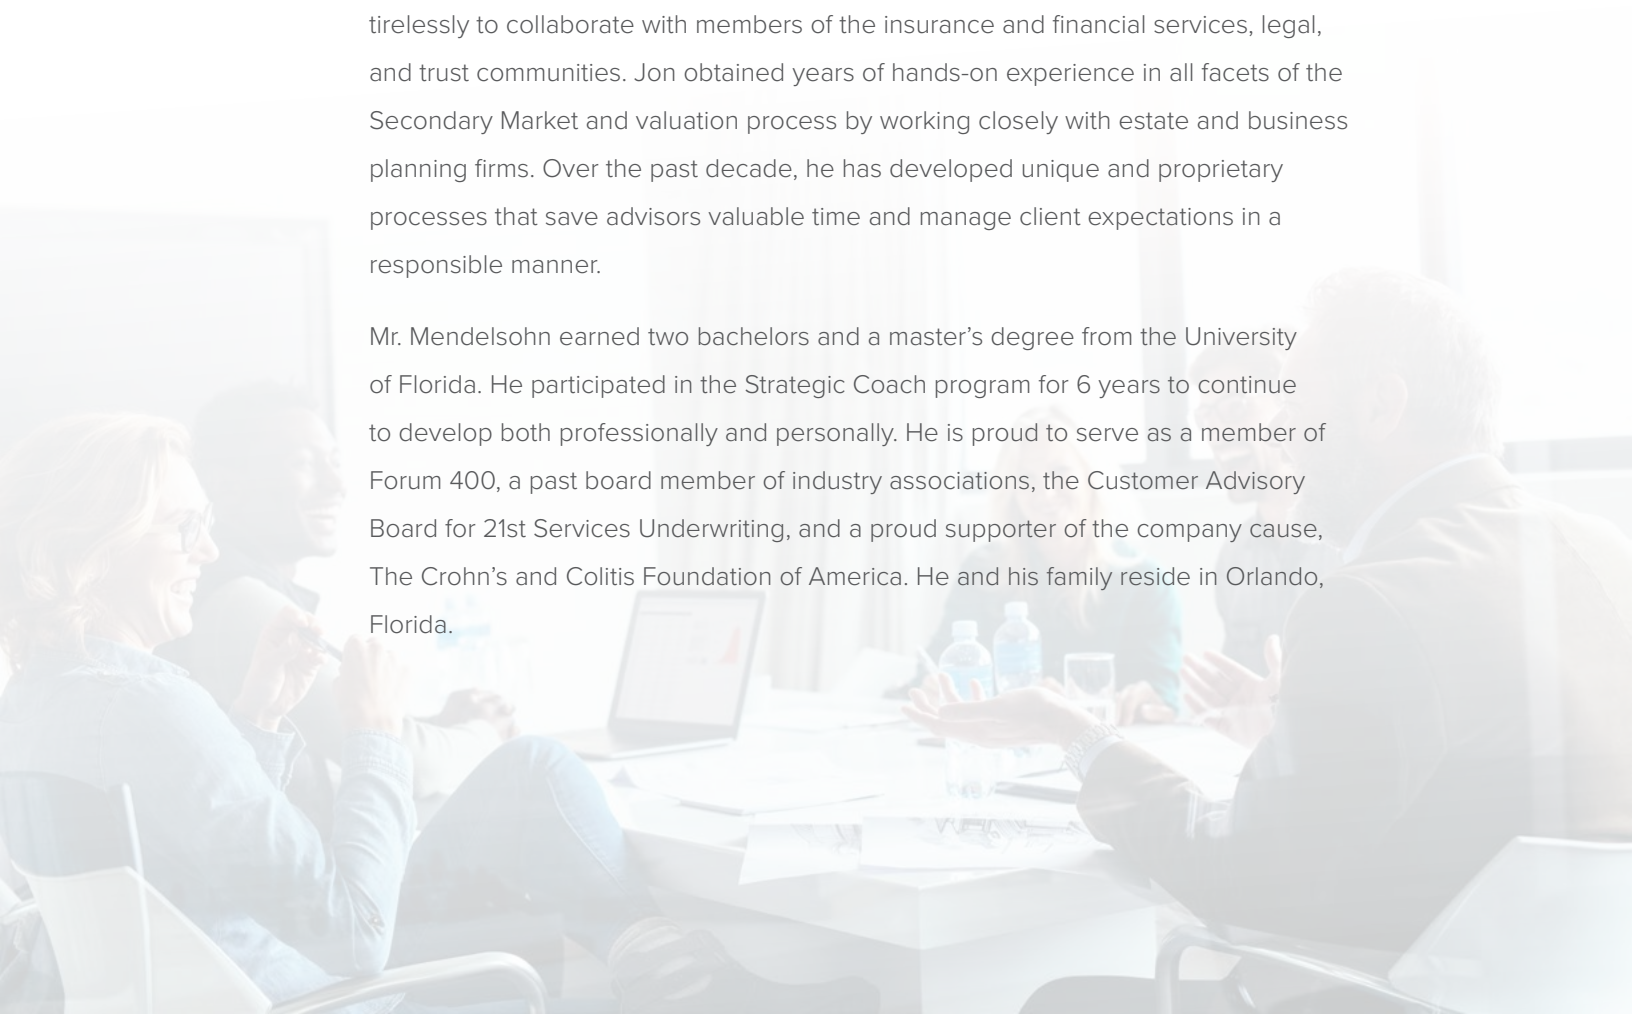 tirelessly to collaborate with members of the insurance and financial services, legal,
and trust communities. Jon obtained years of hands-on experience in all facets of the
Secondary Market and valuation process by working closely with estate and business
planning firms. Over the past decade, he has developed unique and proprietary
processes that save advisors valuable time and manage client expectations in a
responsible manner.
Mr. Mendelsohn earned two bachelors and a master’s degree from the University
of Florida. He participated in the Strategic Coach program for 6 years to continue
to develop both professionally and personally. He is proud to serve as a member of
Forum 400, a past board member of industry associations, the Customer Advisory
Board for 21st Services Underwriting, and a proud supporter of the company cause,
The Crohn’s and Colitis Foundation of America. He and his family reside in Orlando,
Florida.